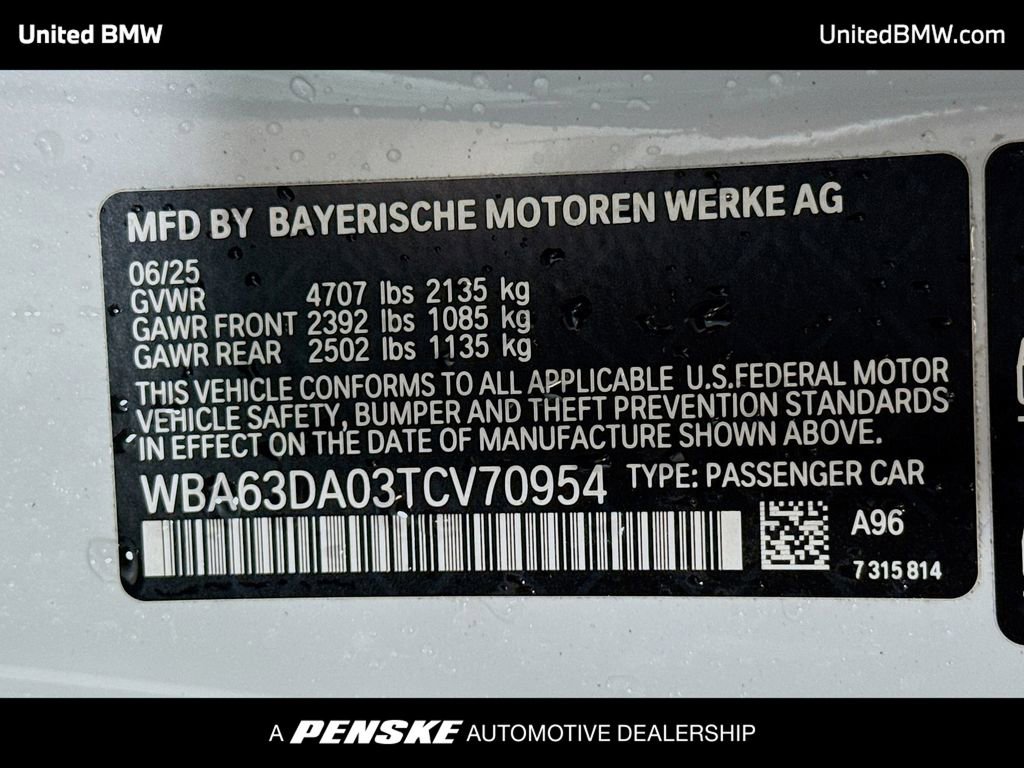 United BMW
UnitedBMW.com
MFD BY BAYERISCHE MOTOREN WERKE AG
06/25
GVWR 4707 lbs 2135 kg
GAWR FRONT 2392 lbs 1085 kg
GAWR REAR 2502 lbs 1135 kg
THIS VEHICLE CONFORMS TO ALL APPLICABLE U.S.FEDERAL MOTOR
VEHICLE SAFETY, BUMPER AND THEFT PREVENTION STANDARDS
IN EFFECT ON THE DATE OF MANUFACTURE SHOWN ABOVE.
WBA63DA03TCV70954 TYPE: PASSENGER CAR
A96
7 315 814
A PENSKE AUTOMOTIVE DEALERSHIP